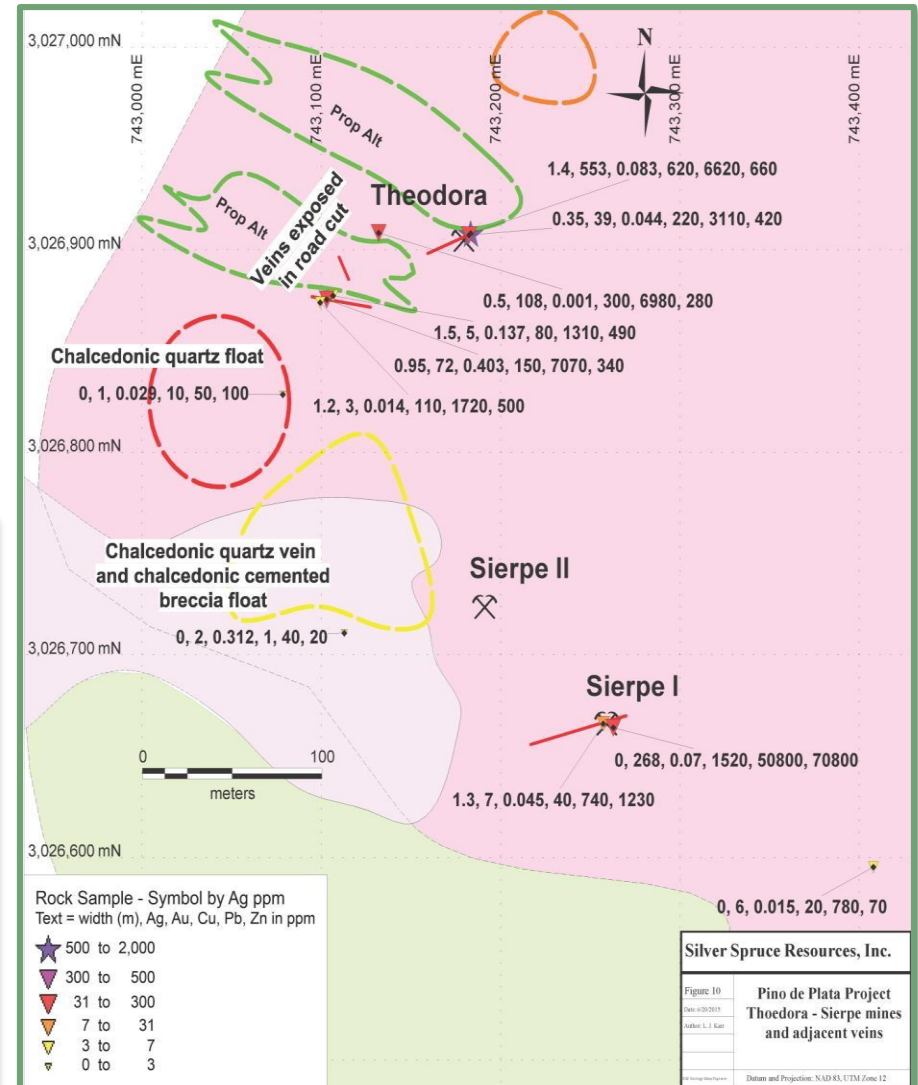 3,027,000 mN
743,000 mE
743,100 mE
743,200 mE
743,300 mE
743,400 mE
N
Prop Alt
1.4, 553, 0.083, 620, 6620, 660
Theodora
0.35, 39, 0.044, 220, 3110, 420
Prop Alt
Veins exposed
in road cut
3,026,900 mN
0.5, 108, 0.001, 300, 6980, 280
1.5, 5, 0.137, 80, 1310, 490
Chalcedonic quartz float
0.95, 72, 0.403, 150, 7070, 340
0, 1, 0.029, 10, 50, 100
1.2, 3, 0.014, 110, 1720, 500
3,026,800 mN
Chalcedonic quartz vein
and chalcedonic cemented
breccia float
Sierpe II
0, 2, 0.312, 1, 40, 20
3,026,700 mN
Sierpe I
0
100
meters
0, 268, 0.07, 1520, 50800, 70800
1.3, 7, 0.045, 40, 740, 1230
3,026,600 mN
0, 6, 0.015, 20, 780, 70
Rock Sample - Symbol by Ag ppm
Text = width (m), Ag, Au, Cu, Pb, Zn in ppm
500 to 2,000
300 to 500
31 to 300
7 to 31
3 to 7
0 to 3
Silver Spruce Resources, Inc.
Figure 10
Date: 6/20/2015
Author: L. J. Karr
Pino de Plata Project
Thoedora - Sierpe mines
and adjacent veins
Datum and Projection: NAD 83, UTM Zone 12